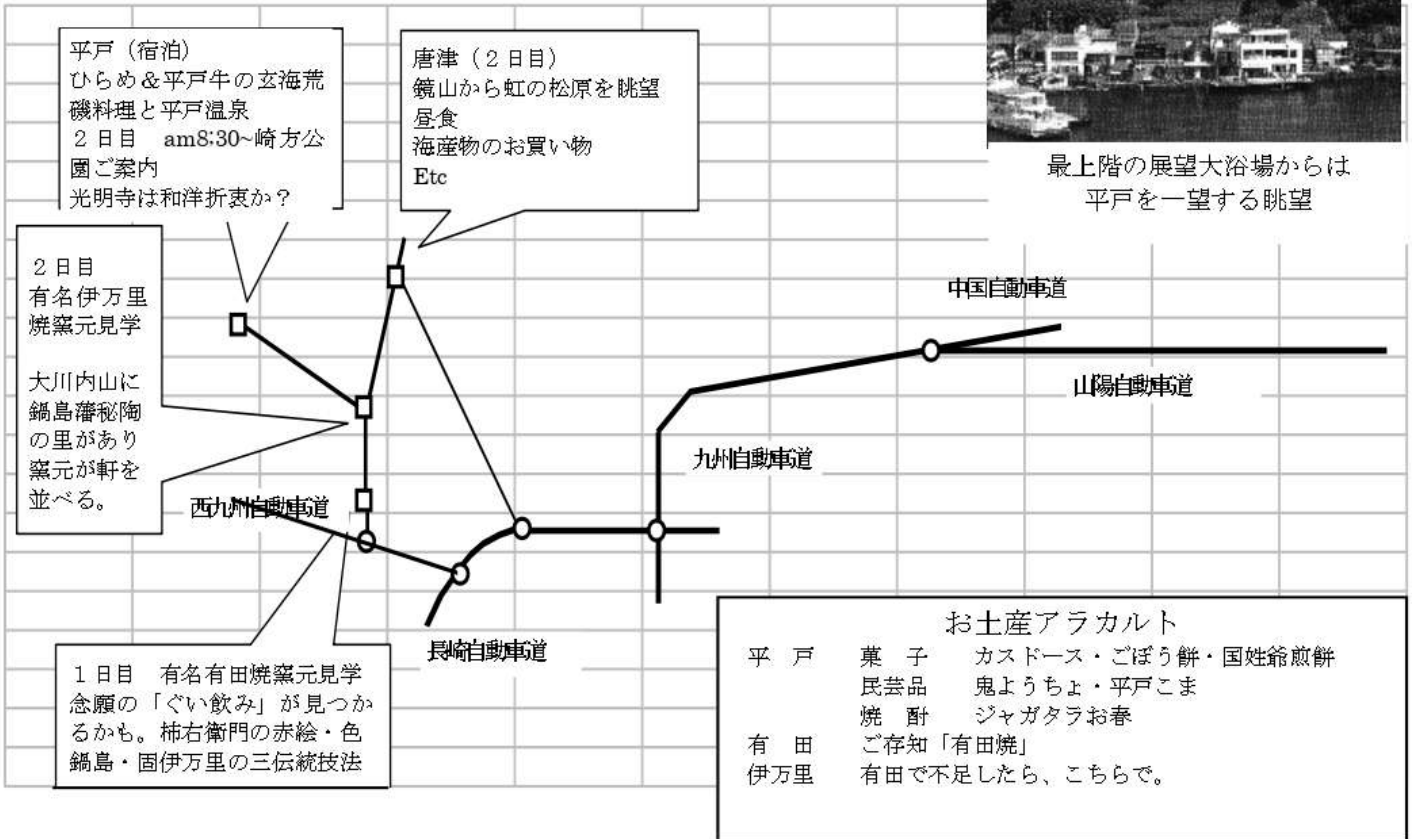 平戸（宿泊）
ひらめ＆平戸牛の玄海荒
磯料理と平戸温泉
２日目　am8:30~崎方公
園ご案内
光明寺は和洋折衷か？
唐津（２日目）
鏡山から虹の松原を眺望
昼食
海産物のお買い物
Etc
最上階の展望大浴場からは
平戸を一望する眺望
２日目
有名伊万里
焼窯元見学
大川内山に
鍋島藩秘陶
の里があり
窯元が軒を
並べる。
中国自動車道
山陽自動車道
九州自動車道
西九州自動車道
長崎自動車道
１日目　有名有田焼窯元見学
念願の「ぐい飲み」が見つか
るかも。柿右衛門の赤絵・色
鍋島・固伊万里の三伝統技法
お土産アラカルト
平　戸　　菓　子　　カスドース・ごぼう餅・国姓爺煎餅
民芸品　　鬼ようちょ・平戸こま
焼　酎　　ジャガタラお春
有　田　　ご存知「有田焼」
伊万里　　有田で不足したら、こちらで。